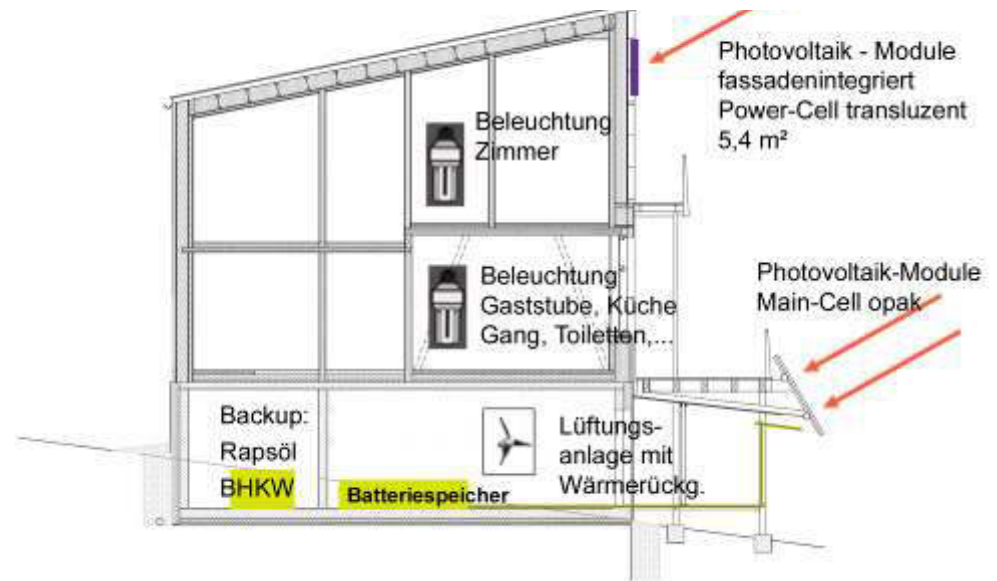 Photovoltaik - Module
fassadenintegriert
Power-Cell transluzent
5,4 m²
Beleuchtung
Zimmer
Photovoltaik-Module
Main-Cell opak
Beleuchtung
Gaststube, Küche
Gang, Toiletten,...
Backup:
Rapsöl
BHKW
Batteriespeicher
Lüftungs-
anlage mit
Wärmerückg.